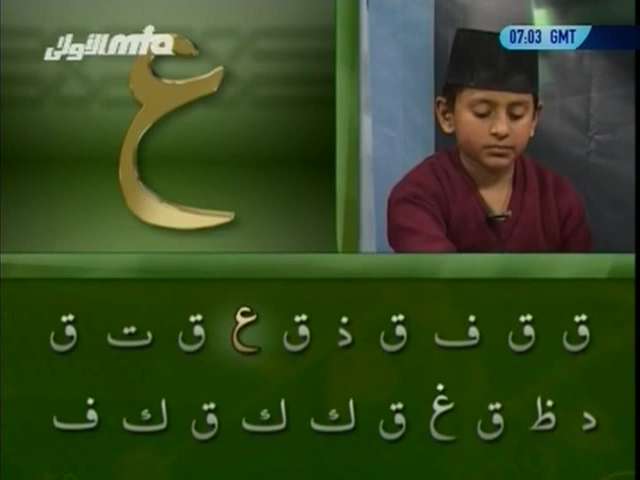 mta الأولى
07:03 GMT
ع
ق ق ف ق ذ ق ع ق ت ق
د ظ ق غ ق ك ك ق ك ف